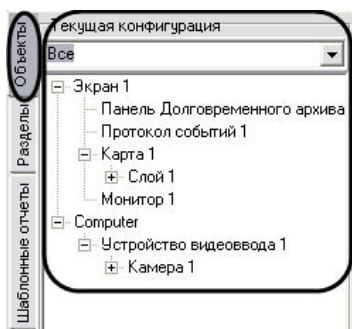 Объекты
Разделы
Шаблонные отчеты
Текущая конфигурация
Все
Экран 1
Панель Долговременного архива
Протокол событий 1
Карта 1
Слой 1
Монитор 1
Computer
Устройство видеоввода 1
Камера 1